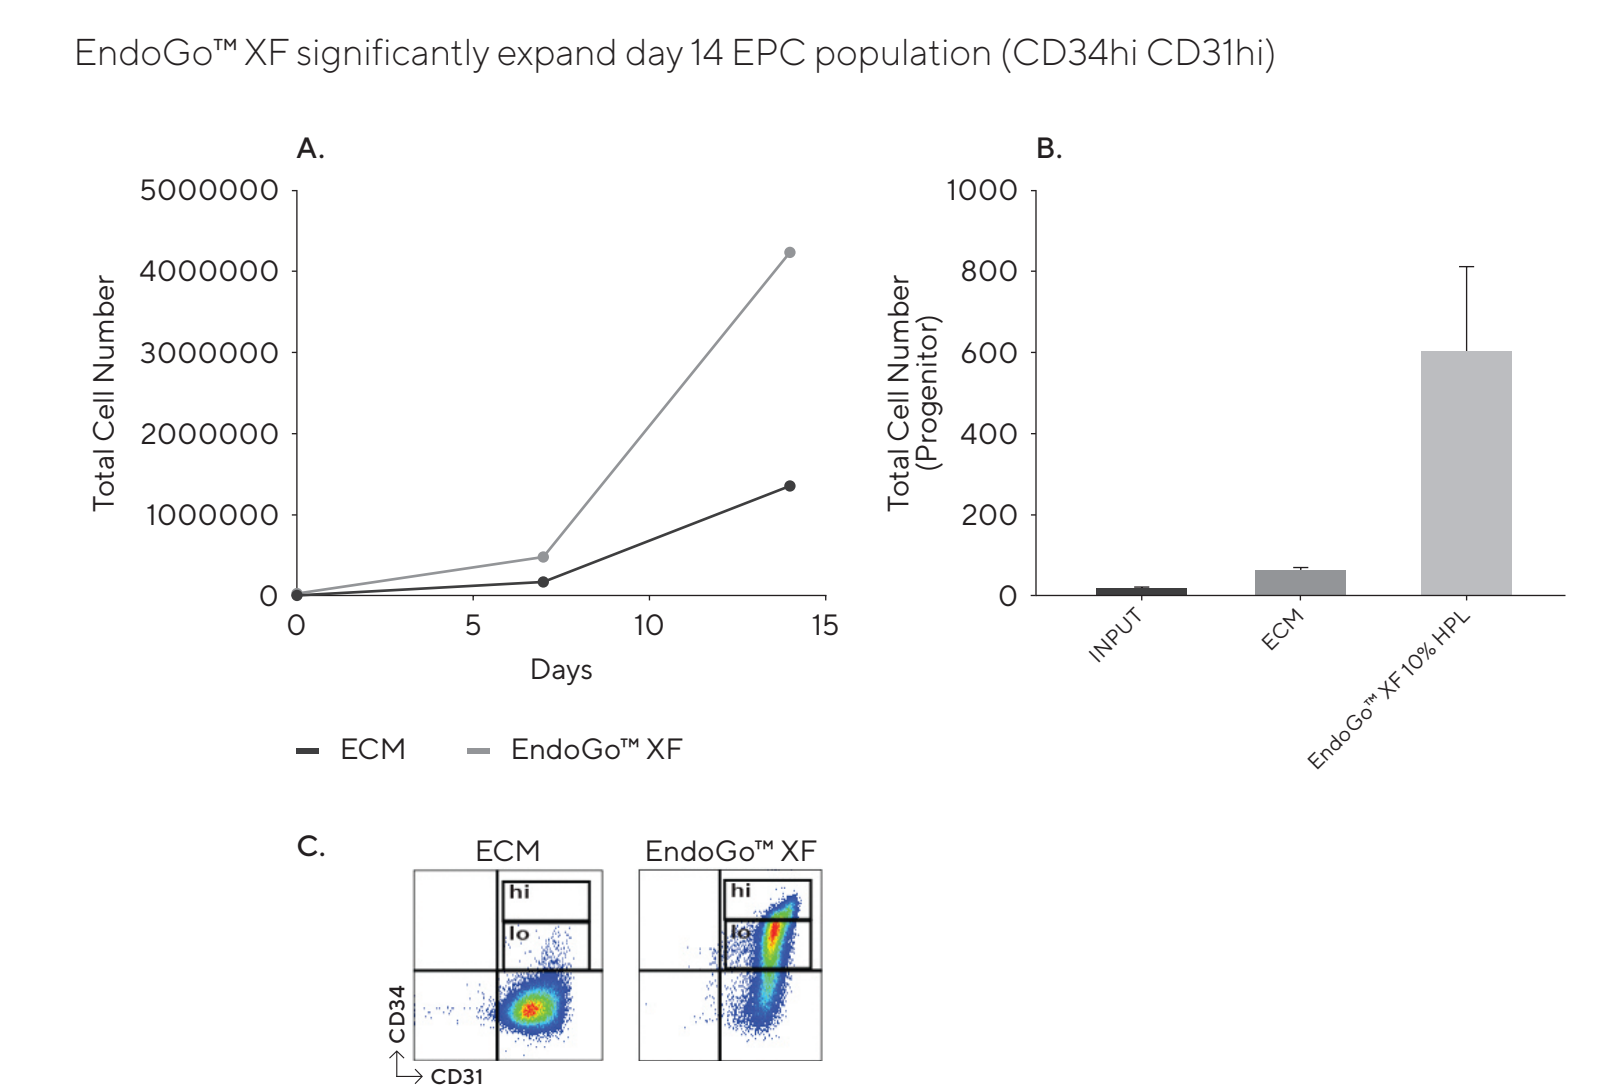 EndoGo™ XF significantly expand day 14 EPC population (CD34hi CD31hi)
A.
5000000
4000000
3000000
2000000
1000000
0
Total Cell Number
0 5 10 15
Days
ECM EndoGo™ XF
B.
1000
800
600
400
200
0
Total Cell Number
(Progenitor)
INPUT
ECM
EndoGo™ XF 10% HPL
C.
ECM
hi
lo
EndoGo™ XF
hi
lo
CD34
CD31